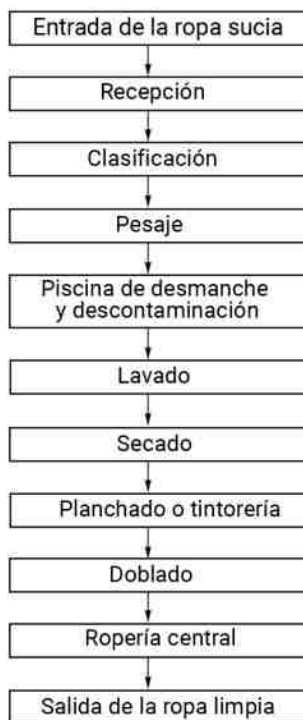 Entrada de la ropa sucia
Recepción
Clasificación
Pesaje
Piscina de desmanche
y descontaminación
Lavado
Secado
Planchado o tintorería
Doblado
Ropería central
Salida de la ropa limpia